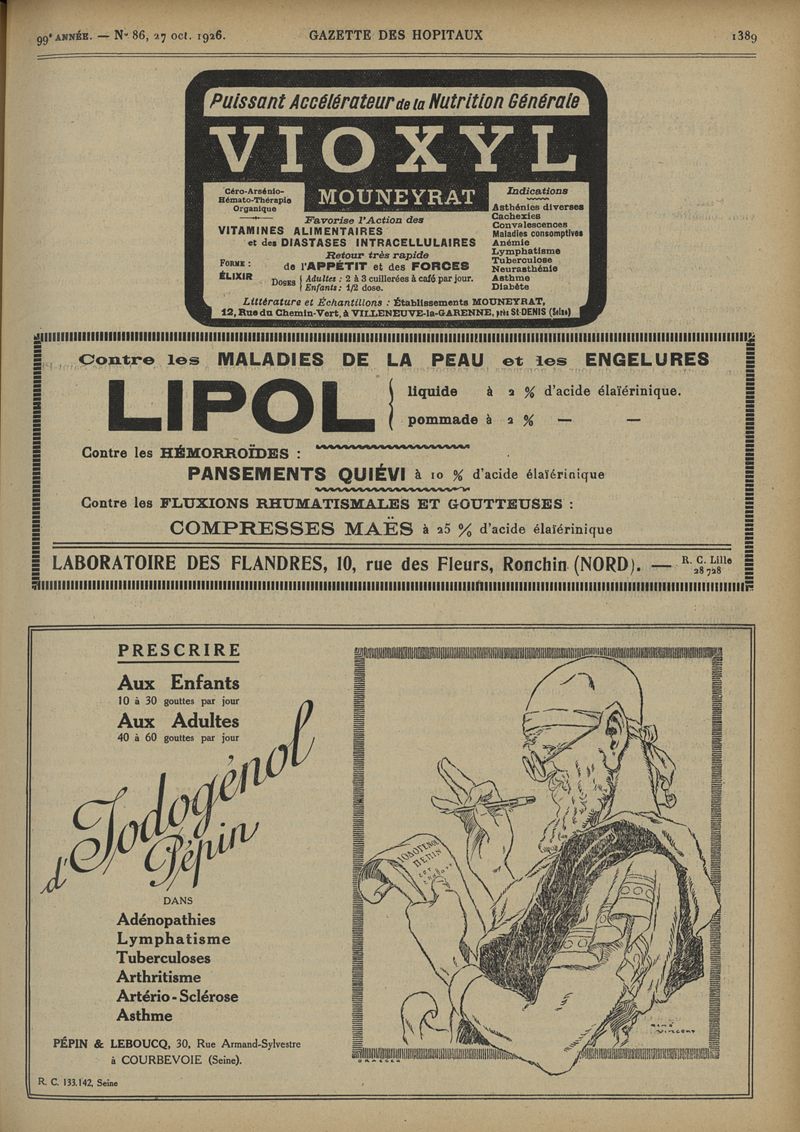 99e ANNÉE. — No 86, 27 oct. 1926.
GAZETTE DES HOPITAUX
1389
Puissant Accélérateur de la Nutrition Générale
VIOXYL
MOUNEYRAT
Céro-Arsénio-
Hémato-Thérapie
Organique
Favorise l'Action des
VITAMINES ALIMENTAIRES
et des DIASTASES INTRACELLULAIRES
Retour très rapide
de l'APPÉTIT et des FORCES
FORME :
ÉLIXIR
DOSES { Adultes : 2 à 3 cuillerées à café par jour.
Enfants : 1/2 dose.
Indications
Asthénies diverses
Cachexies
Convalescences
Maladies consomptives
Anémie
Lymphatisme
Tuberculose
Neurasthénie
Asthme
Diabète
Littérature et Échantillons : Établissements MOUNEYRAT,
12, Rue du Chemin-Vert, à VILLENEUVE-la-GARENNE, près St-DENIS (Seine)
Contre les MALADIES DE LA PEAU et les ENGELURES
LIPOL { liquide à 2 % d'acide élaïérinique.
pommade à 2 % — —
Contre les HÉMORROÏDES :
PANSEMENTS QUIÉVI à 10 % d'acide élaïérinique
Contre les FLUXIONS RHUMATISMALES ET GOUTTEUSES :
COMPRESSES MAËS à 25 % d'acide élaïérinique
LABORATOIRE DES FLANDRES, 10, rue des Fleurs, Ronchin (NORD). — R. C. Lille
28 728
PRESCRIRE
Aux Enfants
10 à 30 gouttes par jour
Aux Adultes
40 à 60 gouttes par jour
d'Iodogénol
Pépin
DANS
Adénopathies
Lymphatisme
Tuberculoses
Arthritisme
Artério-Sclérose
Asthme
PÉPIN & LEBOUCQ, 30, Rue Armand-Sylvestre
à COURBEVOIE (Seine).
R. C. 133.142, Seine
IODOGENOL
PEPIN
RENÉ
VINCENT
DRAEGER